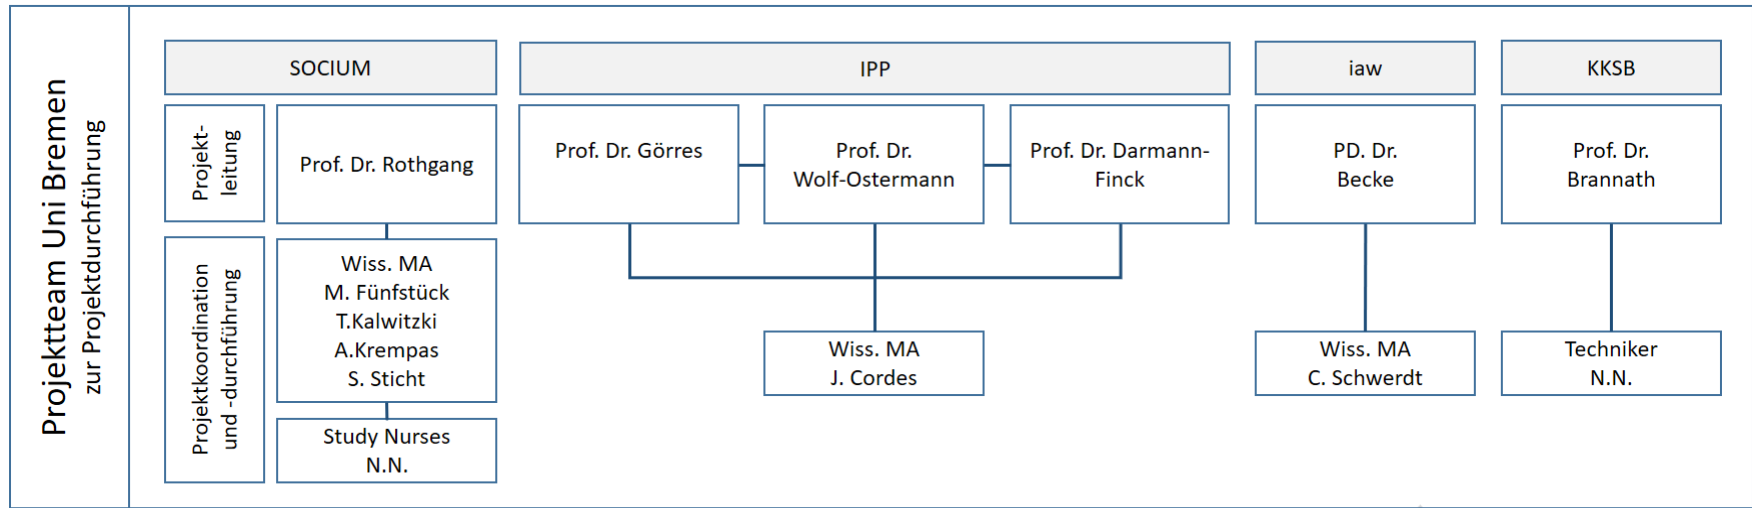 Projektteam Uni Bremen
zur Projektdurchführung
SOCIUM
IPP
iaw
KKSB
Projekt-
leitung
Prof. Dr. Rothgang
Prof. Dr. Görres
Prof. Dr.
Wolf-Ostermann
Prof. Dr. Darmann-
Finck
PD. Dr.
Becke
Prof. Dr.
Brannath
Projektkoordination
und -durchführung
Wiss. MA
M. Fünfstück
T.Kalwitzki
A.Krempas
S. Sticht
Study Nurses
N.N.
Wiss. MA
J. Cordes
Wiss. MA
C. Schwerdt
Techniker
N.N.